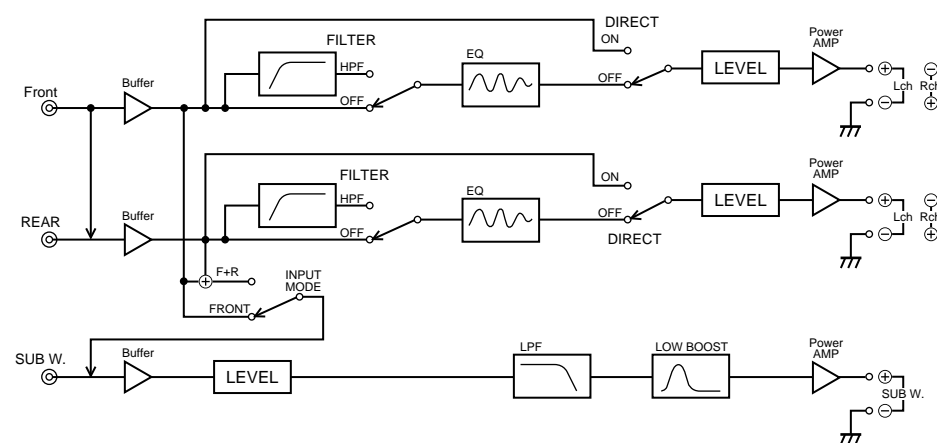 DIRECT
ON
FILTER
HPF
OFF
EQ
OFF
LEVEL
Power
AMP
Buffer
Front
+
−
Lch
Rch
−
+
FILTER
HPF
OFF
EQ
ON
OFF
DIRECT
LEVEL
Power
AMP
Buffer
REAR
+
−
Lch
Rch
−
+
+
F+R
INPUT
MODE
FRONT
SUB W.
Buffer
LEVEL
LPF
LOW BOOST
Power
AMP
+
SUB W.
−